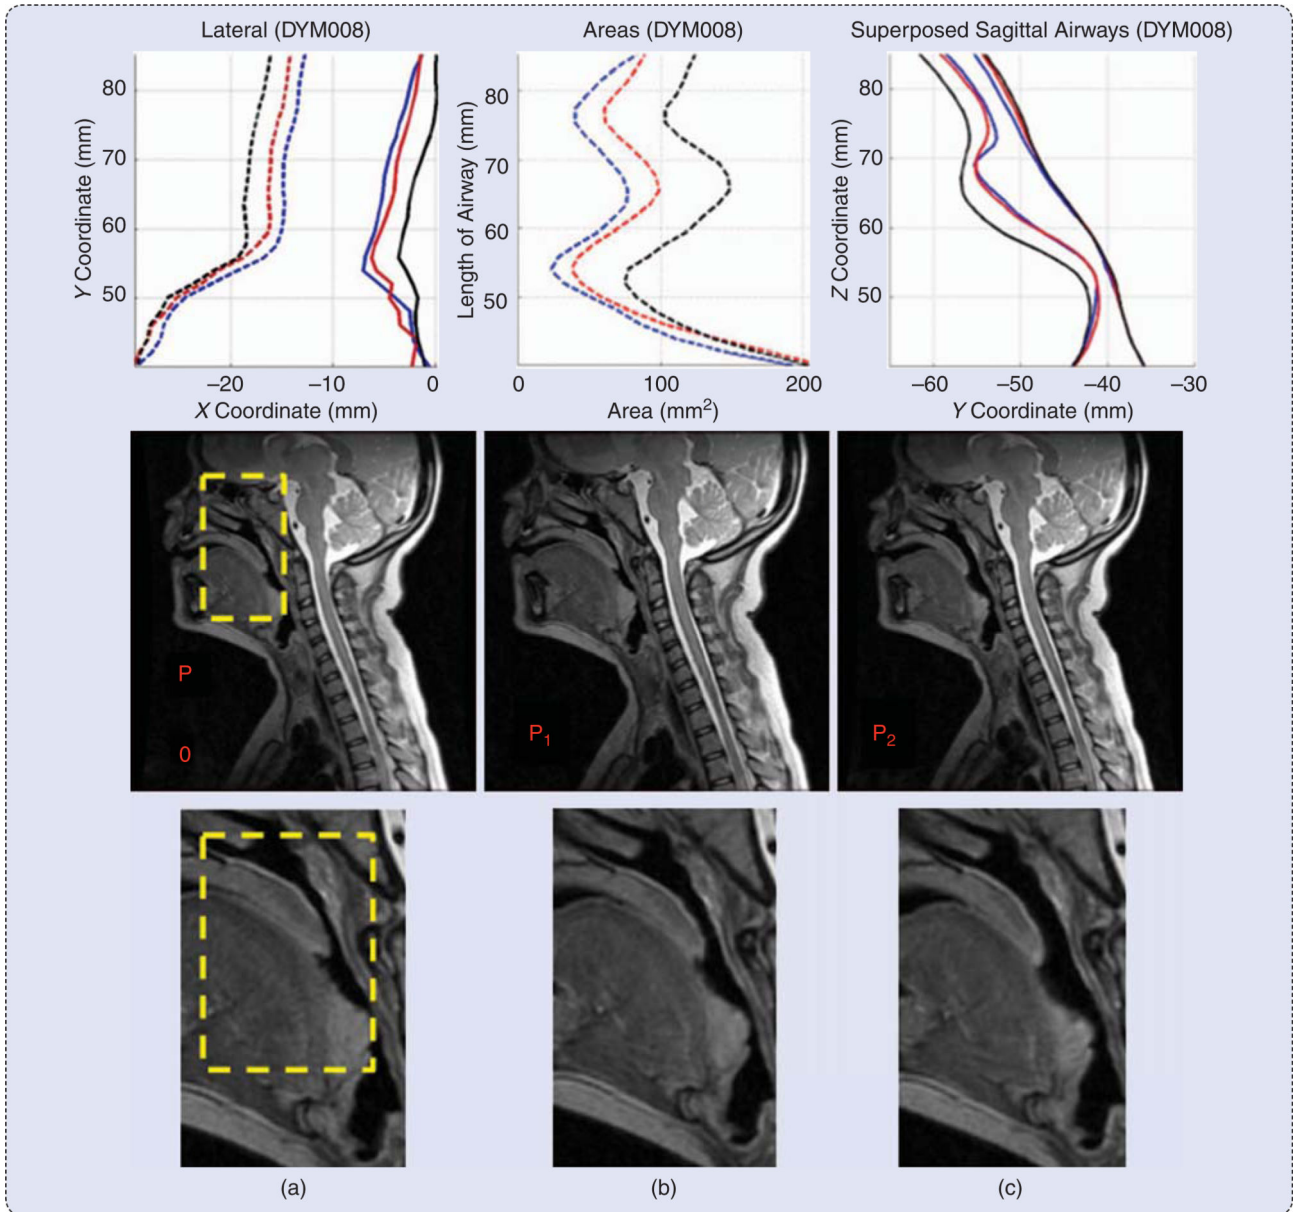 Lateral (DYM008)
Areas (DYM008)
Superposed Sagittal Airways (DYM008)
Y Coordinate (mm)
80
70
60
50
–20
–10
0
X Coordinate (mm)
Length of Airway (mm)
80
70
60
50
0
100
200
Area (mm²)
Z Coordinate (mm)
80
70
60
50
–60
–50
–40
–30
Y Coordinate (mm)
P
0
P₁
P₂
(a)
(b)
(c)